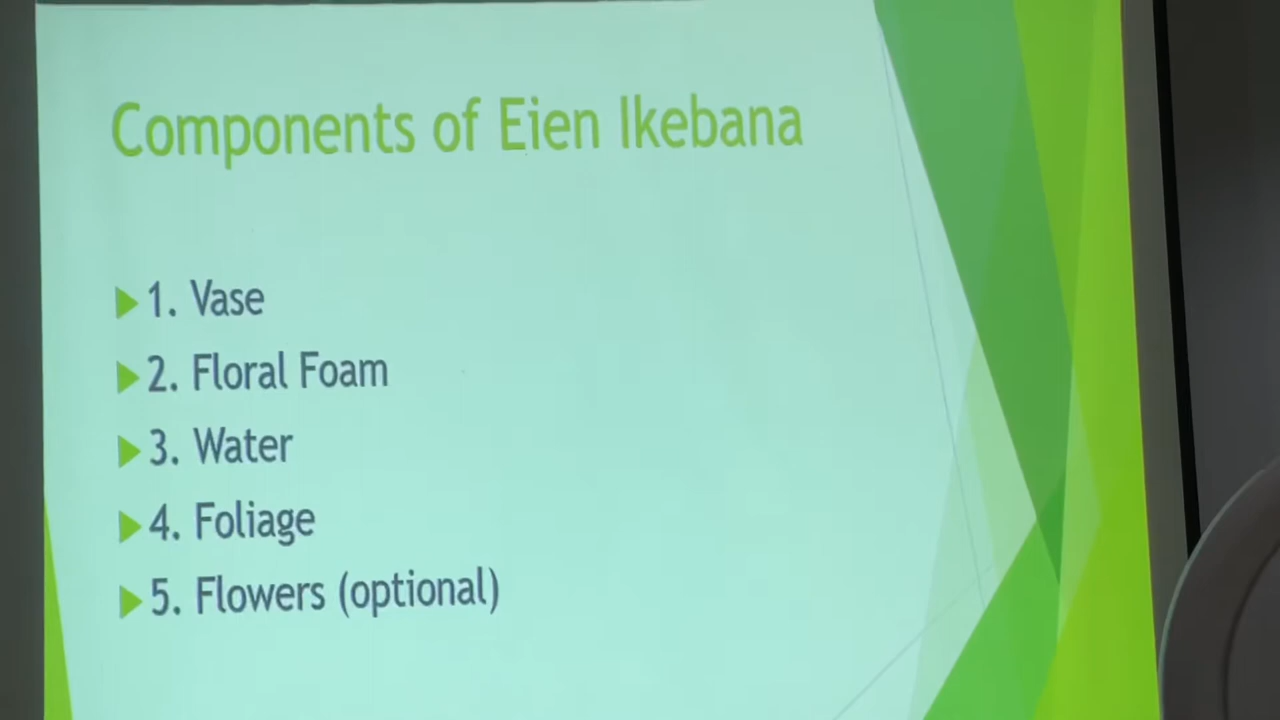 Components of Eien Ikebana
1. Vase
2. Floral Foam
3. Water
4. Foliage
5. Flowers (optional)